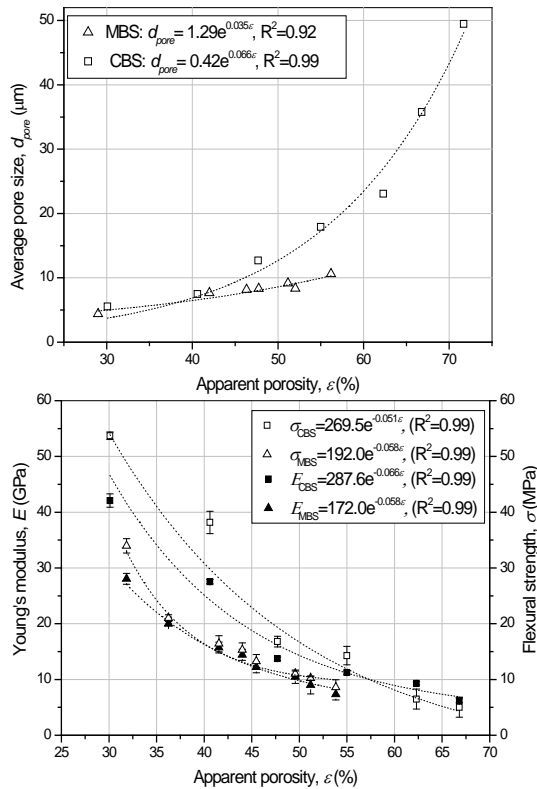 MBS: d_pore = 1.29e^0.035ε, R²=0.92
CBS: d_pore = 0.42e^0.066ε, R²=0.99
50
40
30
20
10
0
Average pore size, d_pore (μm)
30 40 50 60 70
Apparent porosity, ε (%)
σ_CBS=269.5e^-0.051ε, (R²=0.99)
σ_MBS=192.0e^-0.058ε, (R²=0.99)
E_CBS=287.6e^-0.066ε, (R²=0.99)
E_MBS=172.0e^-0.058ε, (R²=0.99)
60 60
50 50
40 40
30 30
20 20
10 10
0 0
Young's modulus, E (GPa)
Flexural strength, σ (MPa)
25 30 35 40 45 50 55 60 65 70
Apparent porosity, ε (%)